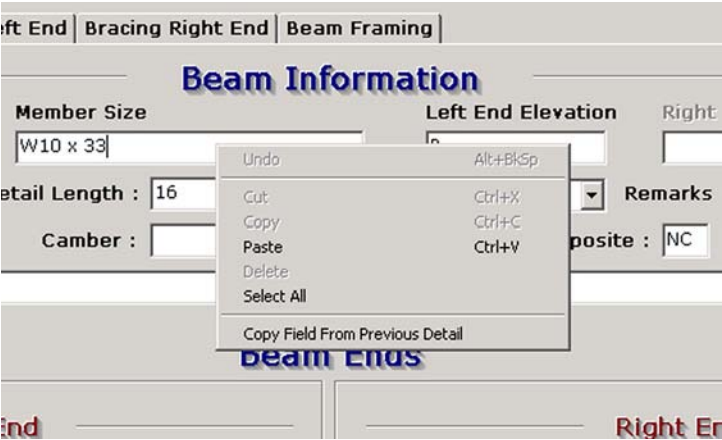 eft End Bracing Right End Beam Framing
Beam Information
Member Size Left End Elevation Right
W10 x 33
Undo Alt+BkSp
etail Length : 16 Remarks
Cut Ctrl+X
Copy Ctrl+C
Camber : posite : NC
Paste Ctrl+V
Delete
Select All
Copy Field From Previous Detail
Beam Ends
End Right En